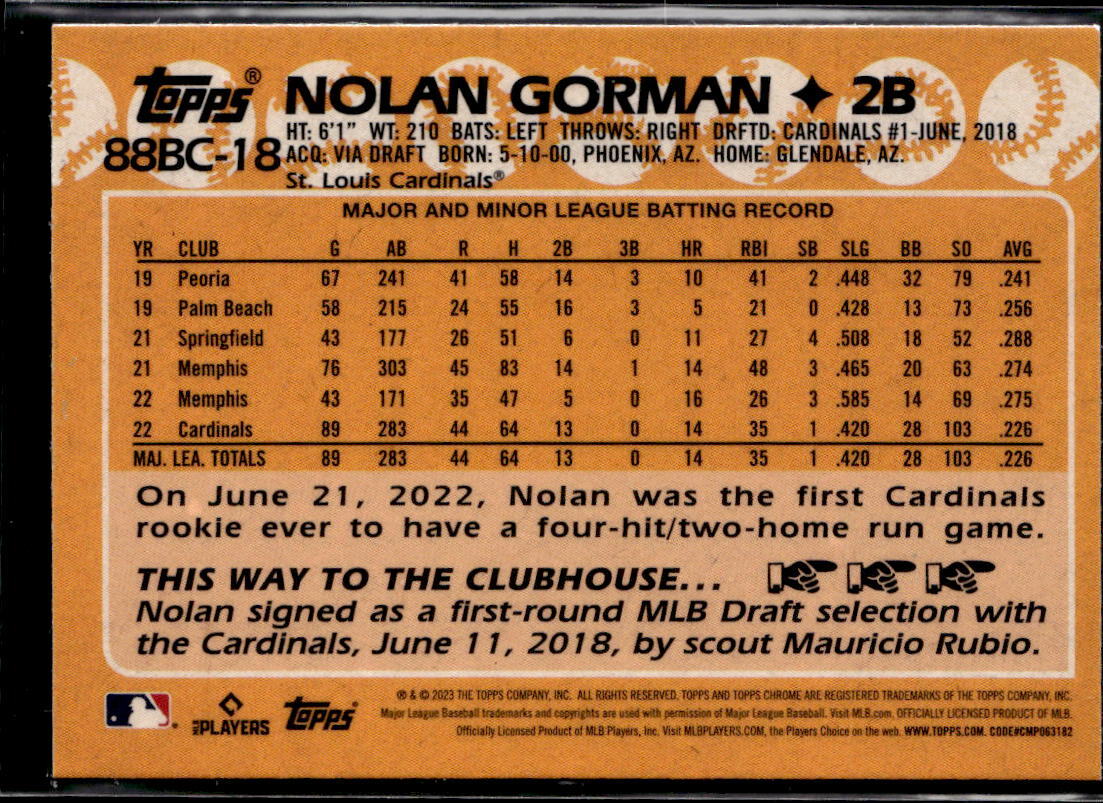 Topps® NOLAN GORMAN ✦ 2B
88BC-18 HT: 6'1" WT: 210 BATS: LEFT THROWS: RIGHT DRFTD: CARDINALS #1-JUNE, 2018
ACQ: VIA DRAFT BORN: 5-10-00, PHOENIX, AZ. HOME: GLENDALE, AZ.
St. Louis Cardinals®
MAJOR AND MINOR LEAGUE BATTING RECORD
YR CLUB G AB R H 2B 3B HR RBI SB SLG BB SO AVG
19 Peoria 67 241 41 58 14 3 10 41 2 .448 32 79 .241
19 Palm Beach 58 215 24 55 16 3 5 21 0 .428 13 73 .256
21 Springfield 43 177 26 51 6 0 11 27 4 .508 18 52 .288
21 Memphis 76 303 45 83 14 1 14 48 3 .465 20 63 .274
22 Memphis 43 171 35 47 5 0 16 26 3 .585 14 69 .275
22 Cardinals 89 283 44 64 13 0 14 35 1 .420 28 103 .226
MAJ. LEA. TOTALS 89 283 44 64 13 0 14 35 1 .420 28 103 .226
On June 21, 2022, Nolan was the first Cardinals
rookie ever to have a four-hit/two-home run game.
THIS WAY TO THE CLUBHOUSE...
Nolan signed as a first-round MLB Draft selection with
the Cardinals, June 11, 2018, by scout Mauricio Rubio.
® & © 2023 THE TOPPS COMPANY, INC. ALL RIGHTS RESERVED. TOPPS AND TOPPS CHROME ARE REGISTERED TRADEMARKS OF THE TOPPS COMPANY, INC.
Major League Baseball trademarks and copyrights are used with permission of Major League Baseball. Visit MLB.com. OFFICIALLY LICENSED PRODUCT OF MLB.
Officially Licensed Product of MLB Players, Inc. Visit MLBPLAYERS.COM, the Players Choice on the web. WWW.TOPPS.COM. CODE#CMP063182
MLB PLAYERS Topps